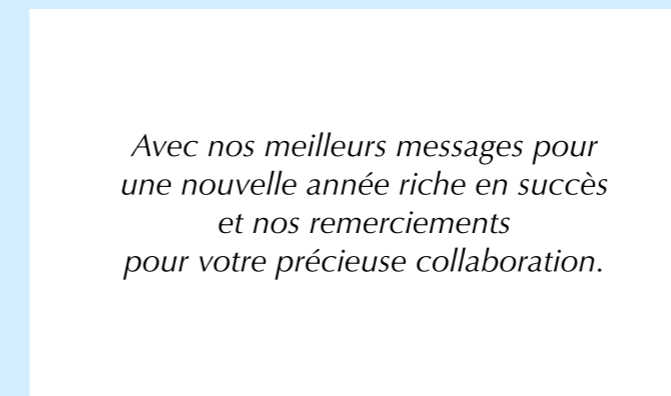 Avec nos meilleurs messages pour
une nouvelle année riche en succès
et nos remerciements
pour votre précieuse collaboration.